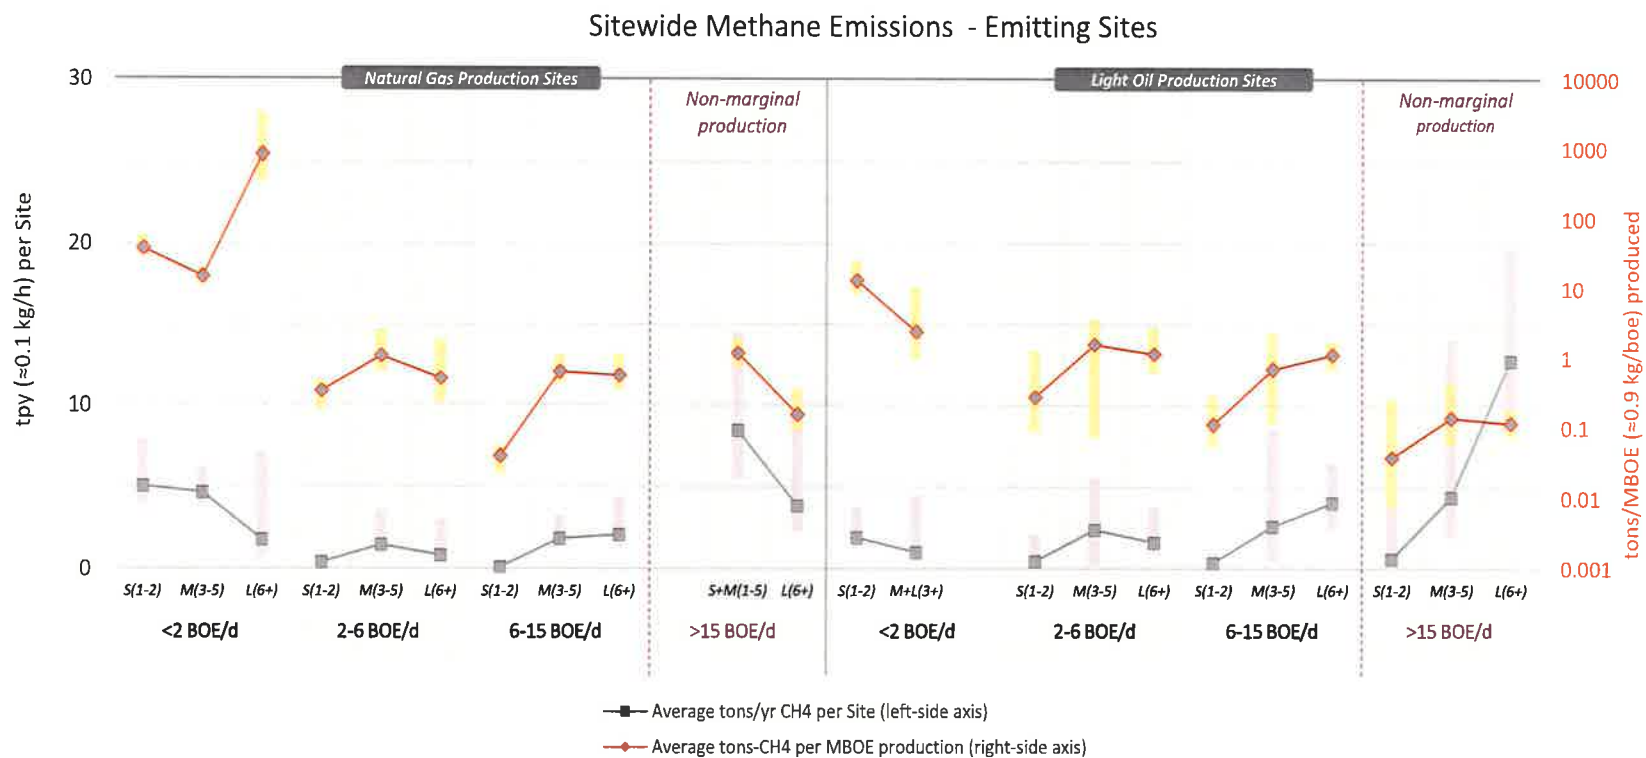 Sitewide Methane Emissions - Emitting Sites
30
20
10
0
tpy (≈0.1 kg/h) per Site
Natural Gas Production Sites
Non-marginal
production
Light Oil Production Sites
Non-marginal
production
10000
1000
100
10
1
0.1
0.01
0.001
tons/MBOE (≈0.9 kg/boe) produced
S(1-2) M(3-5) L(6+) S(1-2) M(3-5) L(6+) S(1-2) M(3-5) L(6+) S+M(1-5) L(6+) S(1-2) M+L(3+) S(1-2) M(3-5) L(6+) S(1-2) M(3-5) L(6+) S(1-2) M(3-5) L(6+)
<2 BOE/d 2-6 BOE/d 6-15 BOE/d >15 BOE/d <2 BOE/d 2-6 BOE/d 6-15 BOE/d >15 BOE/d
Average tons/yr CH4 per Site (left-side axis)
Average tons-CH4 per MBOE production (right-side axis)